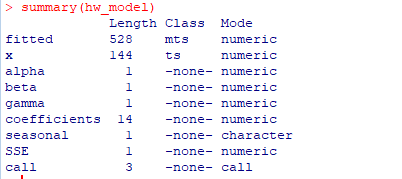 > summary(hw_model)
Length Class Mode
fitted 528 mts numeric
x 144 ts numeric
alpha 1 -none- numeric
beta 1 -none- numeric
gamma 1 -none- numeric
coefficients 14 -none- numeric
seasonal 1 -none- character
SSE 1 -none- numeric
call 3 -none- call